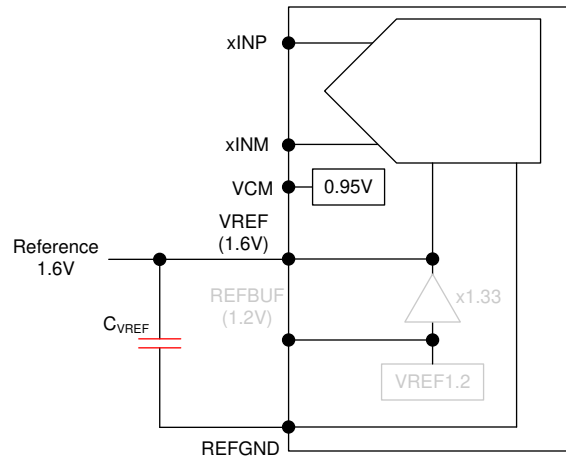 xINP
xINM
VCM
0.95V
VREF
(1.6V)
Reference
1.6V
REFBUF
(1.2V)
x1.33
CVREF
VREF1.2
REFGND